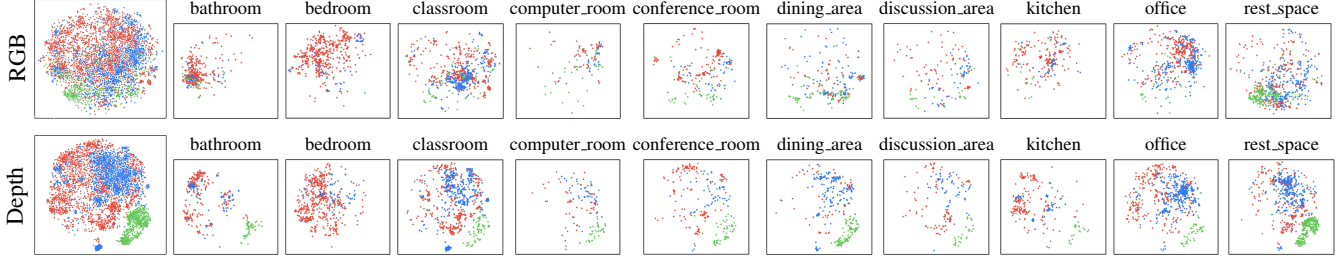 RGB
bathroom bedroom classroom computer_room conference_room dining_area discussion_area kitchen office rest_space
Depth
bathroom bedroom classroom computer_room conference_room dining_area discussion_area kitchen office rest_space